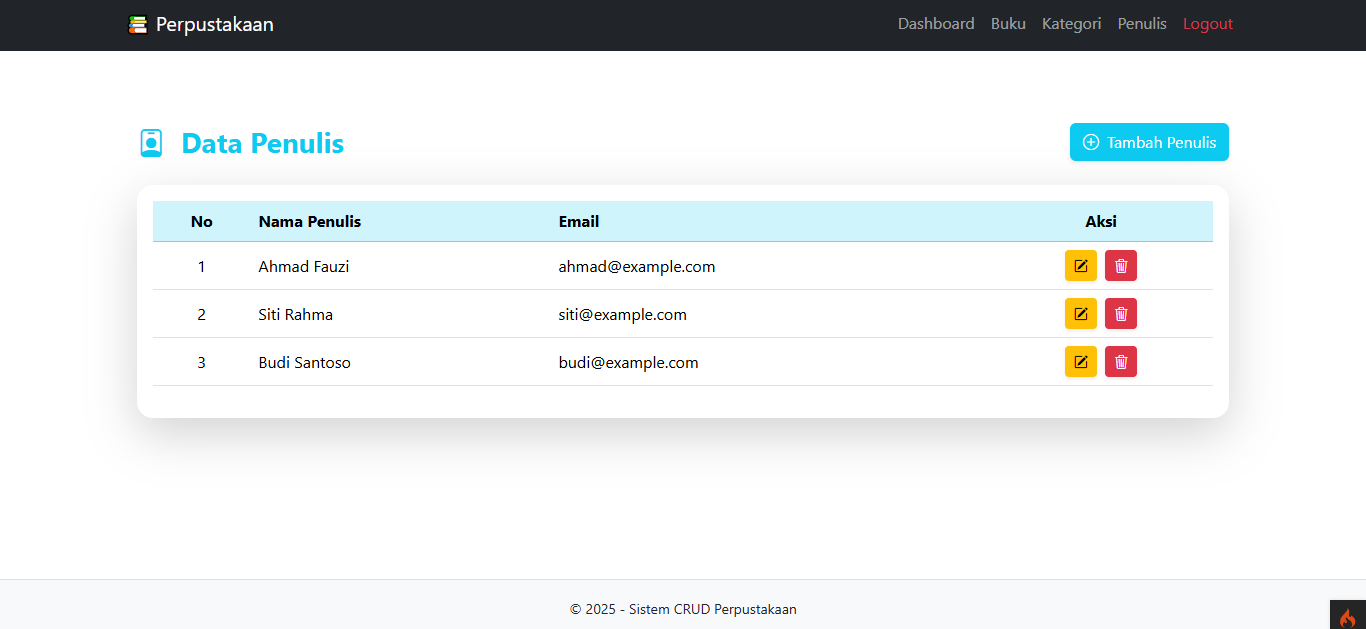 Perpustakaan Dashboard Buku Kategori Penulis Logout
Data Penulis Tambah Penulis
No Nama Penulis Email Aksi
1 Ahmad Fauzi ahmad@example.com
2 Siti Rahma siti@example.com
3 Budi Santoso budi@example.com
© 2025 - Sistem CRUD Perpustakaan